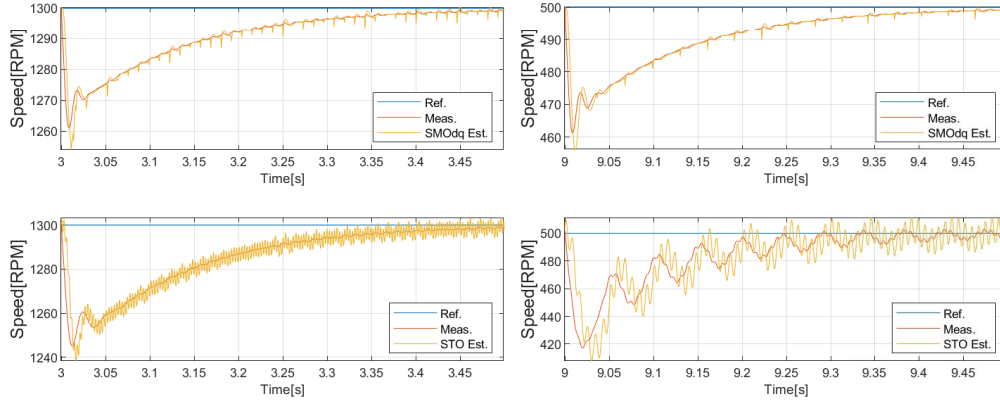 1300
1290
1280
1270
1260
Speed[RPM]
Ref.
Meas.
SMOdq Est.
3 3.05 3.1 3.15 3.2 3.25 3.3 3.35 3.4 3.45
Time[s]
500
490
480
470
460
Speed[RPM]
Ref.
Meas.
SMOdq Est.
9 9.05 9.1 9.15 9.2 9.25 9.3 9.35 9.4 9.45
Time[s]
1300
1280
1260
1240
Speed[RPM]
Ref.
Meas.
STO Est.
3 3.05 3.1 3.15 3.2 3.25 3.3 3.35 3.4 3.45
Time[s]
500
480
460
440
420
Speed[RPM]
Ref.
Meas.
STO Est.
9 9.05 9.1 9.15 9.2 9.25 9.3 9.35 9.4 9.45
Time[s]